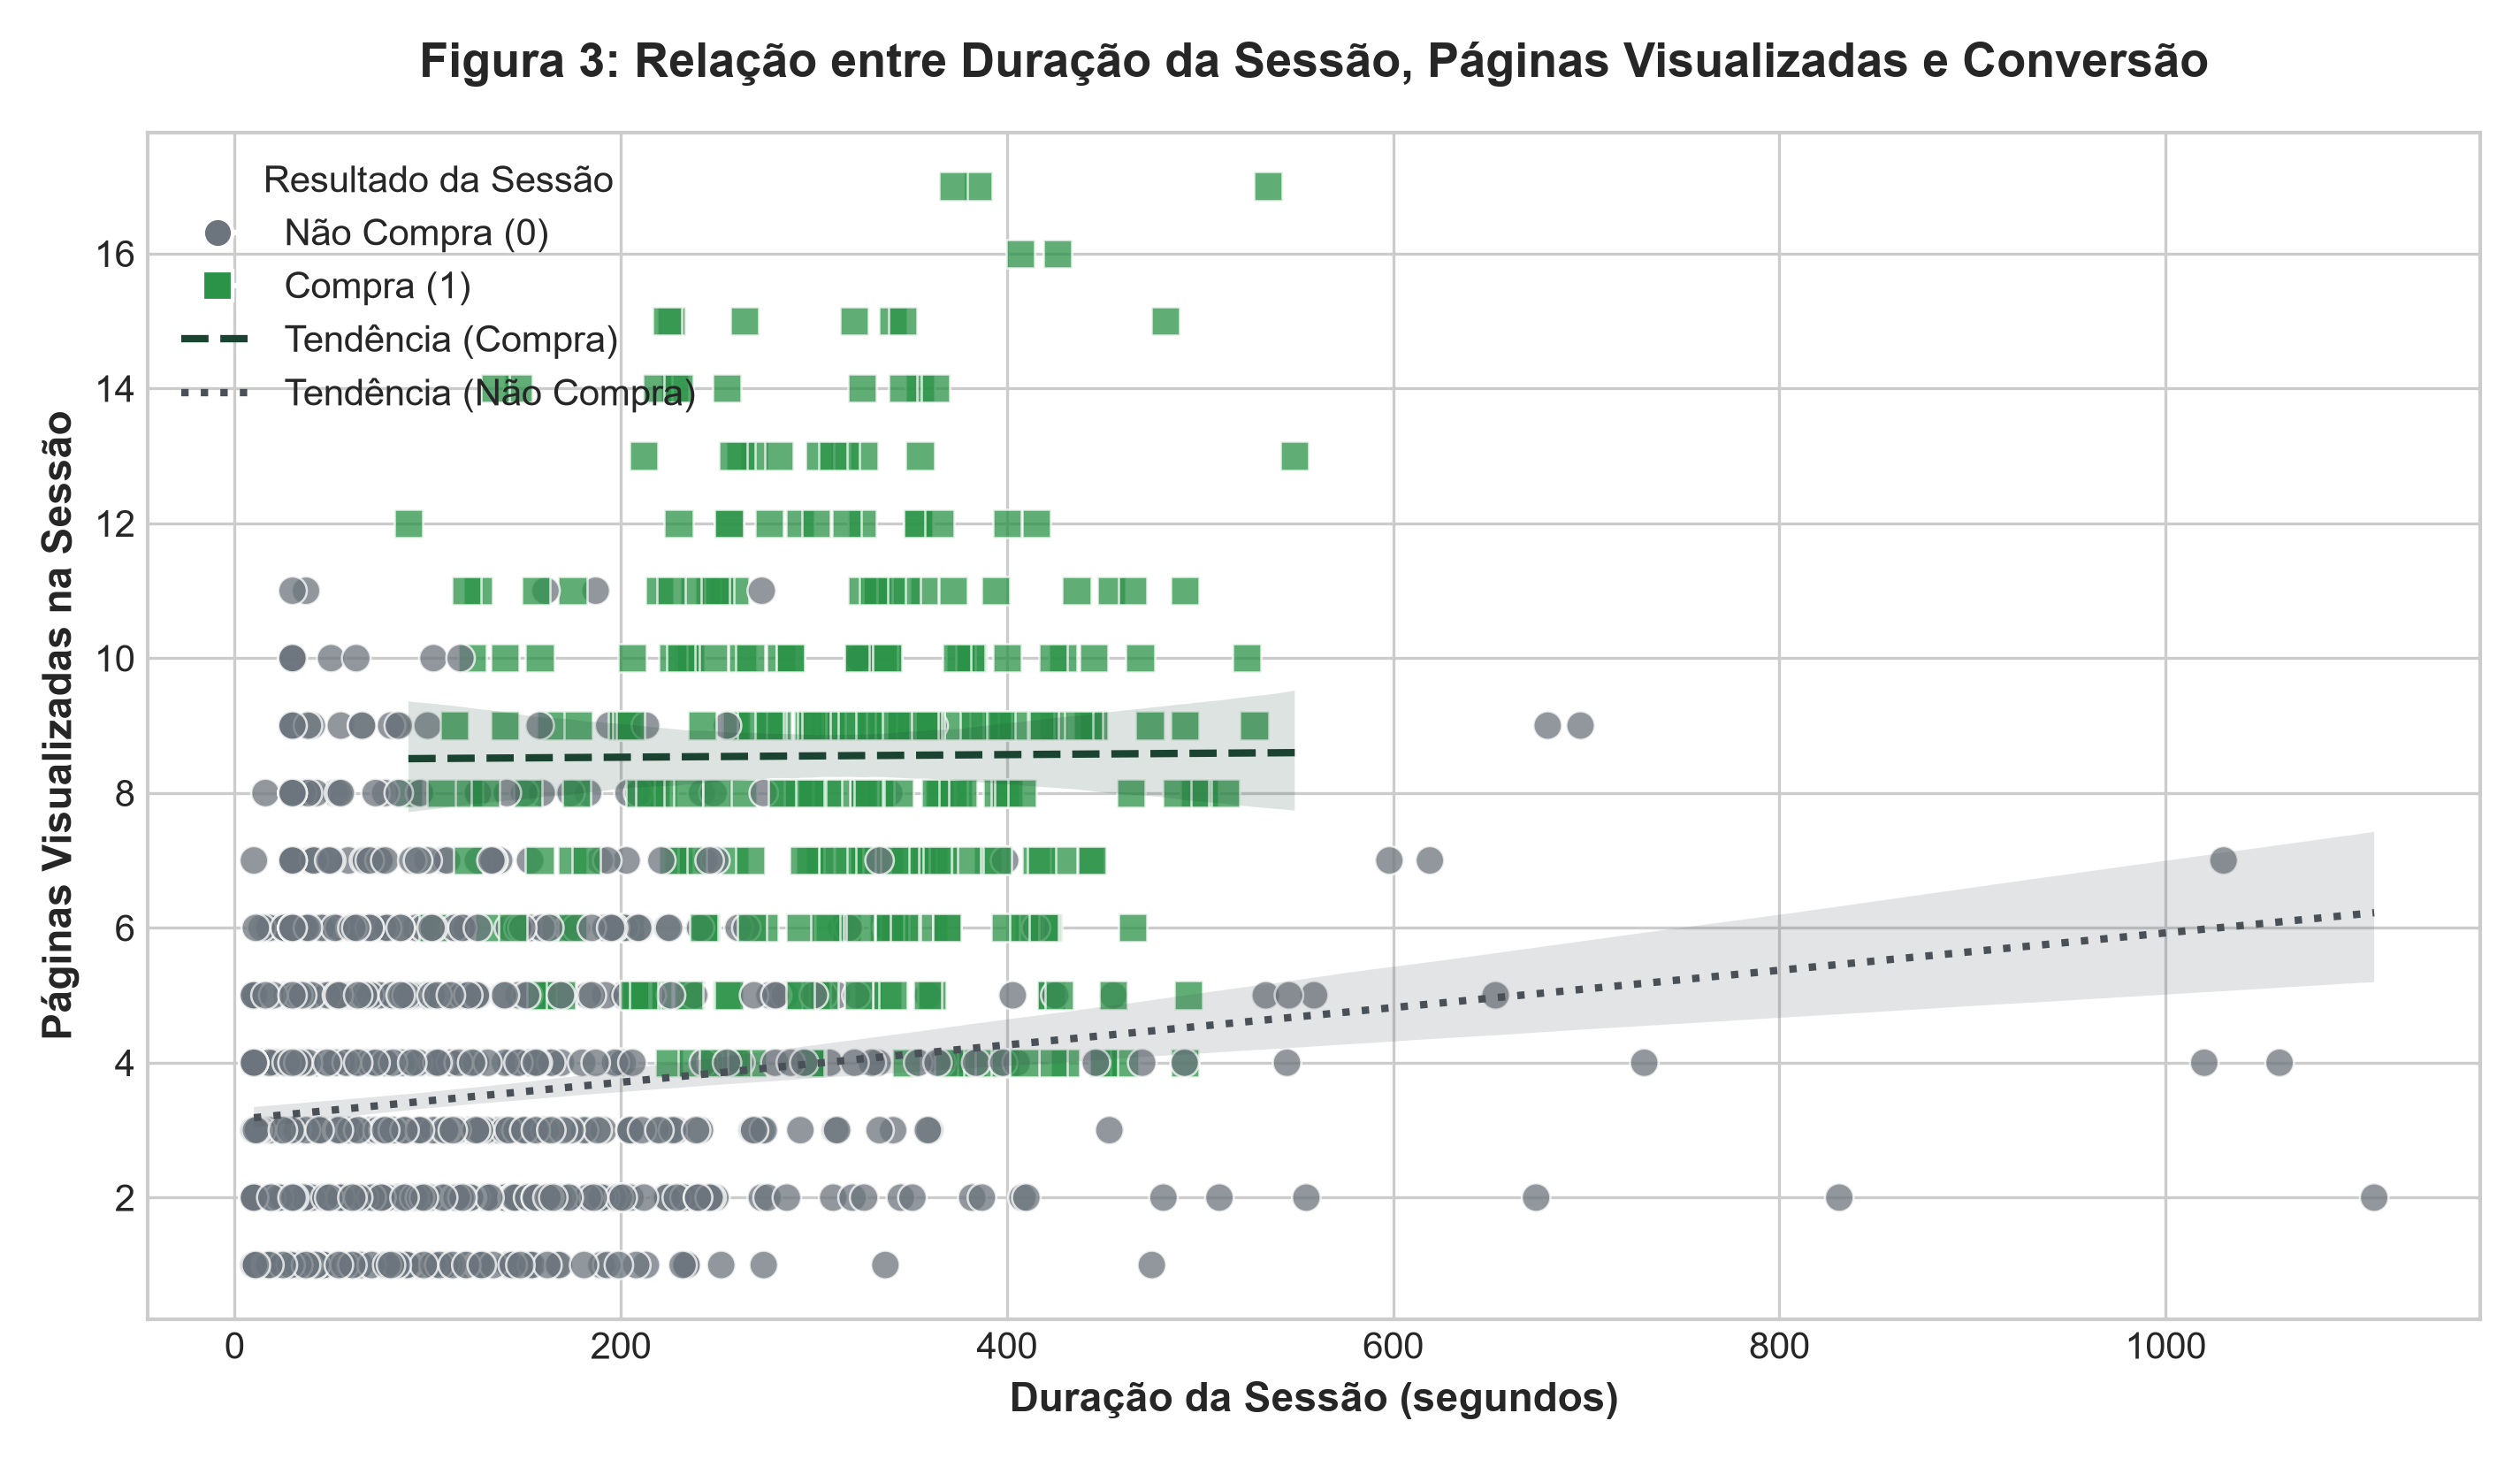 Figura 3: Relação entre Duração da Sessão, Páginas Visualizadas e Conversão
Resultado da Sessão
Não Compra (0)
Compra (1)
Tendência (Compra)
Tendência (Não Compra)
Páginas Visualizadas na Sessão
16
14
12
10
8
6
4
2
0
200
400
600
800
1000
Duração da Sessão (segundos)